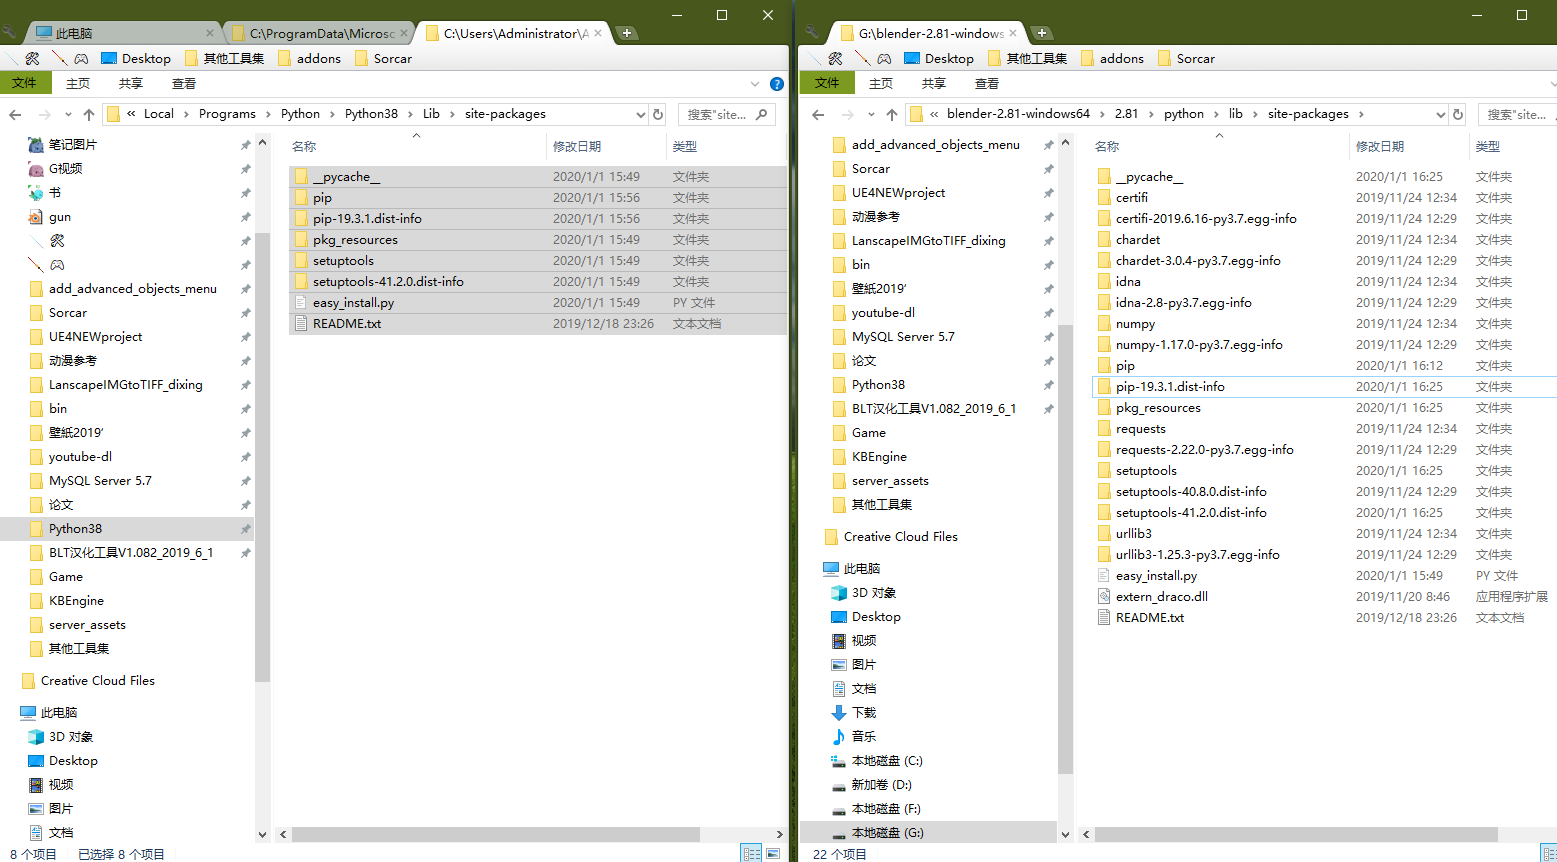 此电脑
C:\ProgramData\Microsc
C:\Users\Administrator\A
Desktop
其他工具集
addons
Sorcar
文件
主页
共享
查看
« Local > Programs > Python > Python38 > Lib > site-packages
搜索"site...
笔记图片
G视频
书
gun
add_advanced_objects_menu
Sorcar
UE4NEWproject
动漫参考
LanscapeIMGtoTIFF_dixing
bin
壁紙2019'
youtube-dl
MySQL Server 5.7
论文
Python38
BLT汉化工具V1.082_2019_6_1
Game
KBEngine
server_assets
其他工具集
Creative Cloud Files
此电脑
3D 对象
Desktop
视频
图片
文档
名称 修改日期 类型
__pycache__ 2020/1/1 15:49 文件夹
pip 2020/1/1 15:56 文件夹
pip-19.3.1.dist-info 2020/1/1 15:56 文件夹
pkg_resources 2020/1/1 15:49 文件夹
setuptools 2020/1/1 15:49 文件夹
setuptools-41.2.0.dist-info 2020/1/1 15:49 文件夹
easy_install.py 2020/1/1 15:49 PY 文件
README.txt 2019/12/18 23:26 文本文档
8 个项目 已选择 8 个项目
G:\blender-2.81-windows
Desktop
其他工具集
addons
Sorcar
文件
主页
共享
查看
« blender-2.81-windows64 > 2.81 > python > lib > site-packages >
搜索"site...
add_advanced_objects_menu
Sorcar
UE4NEWproject
动漫参考
LanscapeIMGtoTIFF_dixing
bin
壁紙2019'
youtube-dl
MySQL Server 5.7
论文
Python38
BLT汉化工具V1.082_2019_6_1
Game
KBEngine
server_assets
其他工具集
Creative Cloud Files
此电脑
3D 对象
Desktop
视频
图片
文档
下载
音乐
本地磁盘 (C:)
新加卷 (D:)
本地磁盘 (F:)
本地磁盘 (G:)
名称 修改日期 类型
__pycache__ 2020/1/1 16:25 文件夹
certifi 2019/11/24 12:34 文件夹
certifi-2019.6.16-py3.7.egg-info 2019/11/24 12:29 文件夹
chardet 2019/11/24 12:34 文件夹
chardet-3.0.4-py3.7.egg-info 2019/11/24 12:29 文件夹
idna 2019/11/24 12:34 文件夹
idna-2.8-py3.7.egg-info 2019/11/24 12:29 文件夹
numpy 2019/11/24 12:34 文件夹
numpy-1.17.0-py3.7.egg-info 2019/11/24 12:29 文件夹
pip 2020/1/1 16:12 文件夹
pip-19.3.1.dist-info 2020/1/1 16:25 文件夹
pkg_resources 2020/1/1 16:25 文件夹
requests 2019/11/24 12:34 文件夹
requests-2.22.0-py3.7.egg-info 2019/11/24 12:29 文件夹
setuptools 2020/1/1 16:25 文件夹
setuptools-40.8.0.dist-info 2019/11/24 12:29 文件夹
setuptools-41.2.0.dist-info 2020/1/1 16:25 文件夹
urllib3 2019/11/24 12:34 文件夹
urllib3-1.25.3-py3.7.egg-info 2019/11/24 12:29 文件夹
easy_install.py 2020/1/1 15:49 PY 文件
extern_draco.dll 2019/11/20 8:46 应用程序扩展
README.txt 2019/12/18 23:26 文本文档
22 个项目